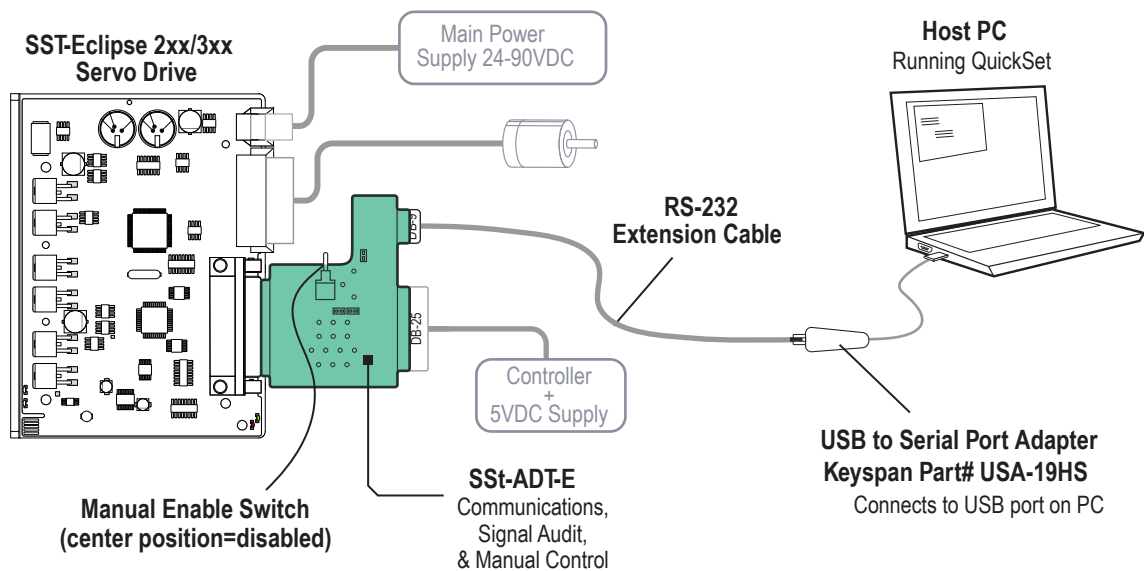 SST-Eclipse 2xx/3xx
Servo Drive
Main Power
Supply 24-90VDC
Host PC
Running QuickSet
DB-9
RS-232
Extension Cable
DB-25
Controller
+
5VDC Supply
USB to Serial Port Adapter
Keyspan Part# USA-19HS
Connects to USB port on PC
Manual Enable Switch
(center position=disabled)
SSt-ADT-E
Communications,
Signal Audit,
& Manual Control